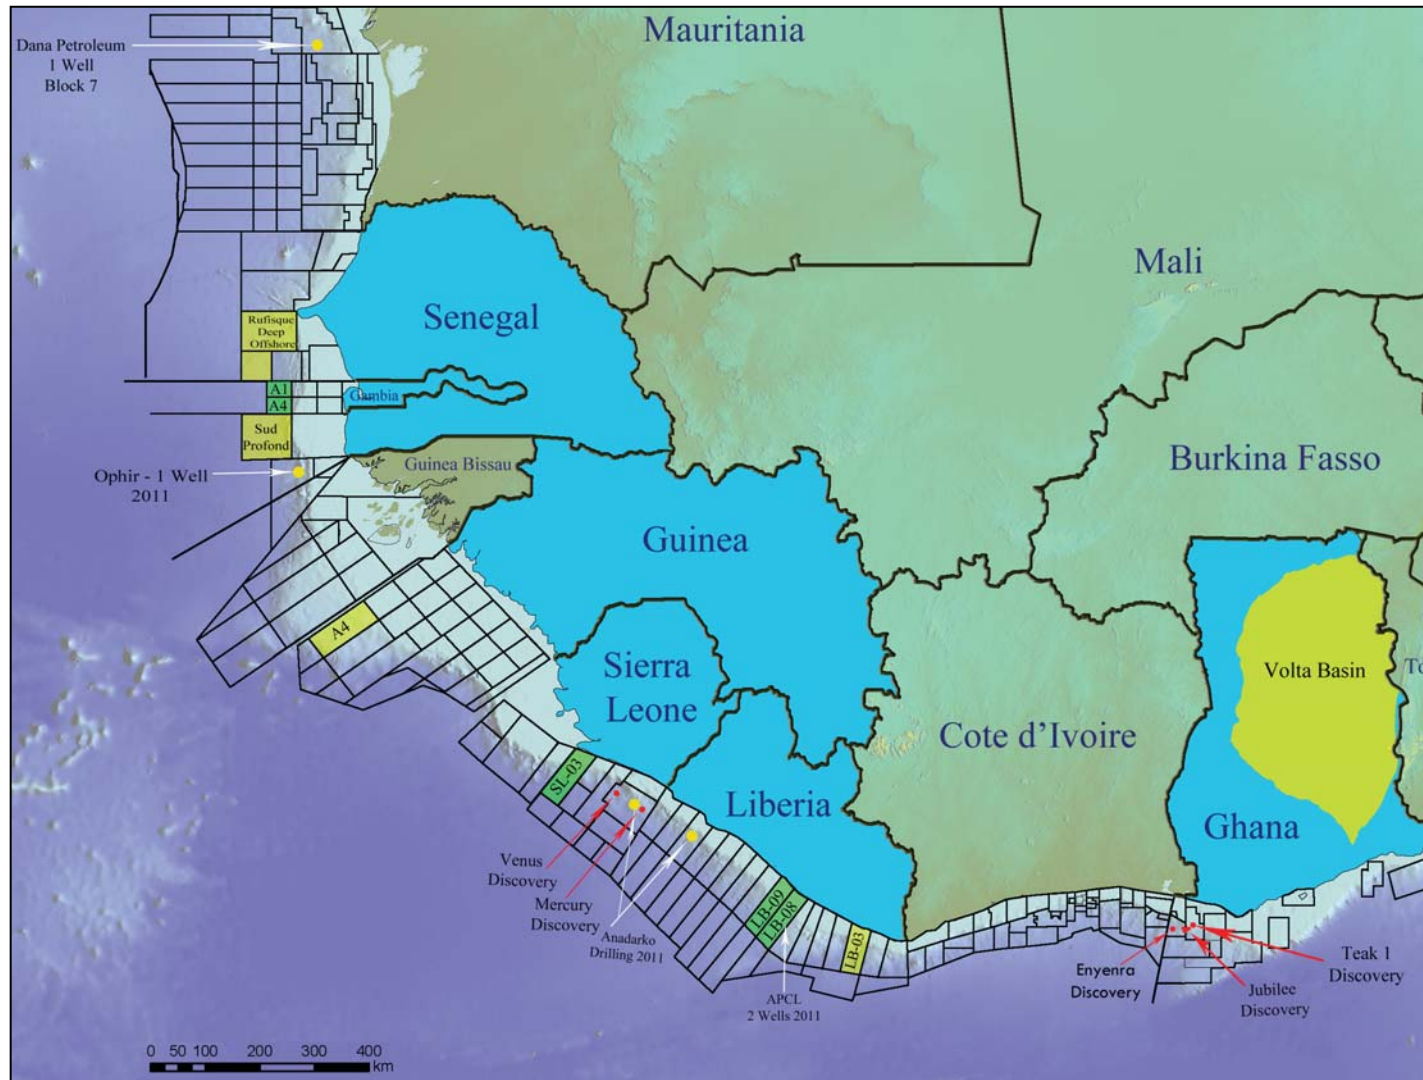 Mauritania
Dana Petroleum
1 Well
Block 7
Mali
Senegal
Rufisque
Deep
Offshore
A1
A4
Gambia
Sud
Profond
Guinea Bissau
Burkina Fasso
Ophir - 1 Well
2011
Guinea
A4
Sierra
Leone
Volta Basin
To
Cote d'Ivoire
SL-03
Liberia
Ghana
Venus
Discovery
Mercury
Discovery
Anadarko
Drilling 2011
LB-09
LB-08
LB-03
APCL
2 Wells 2011
Enyenra
Discovery
Jubilee
Discovery
Teak 1
Discovery
0 50 100 200 300 400
km